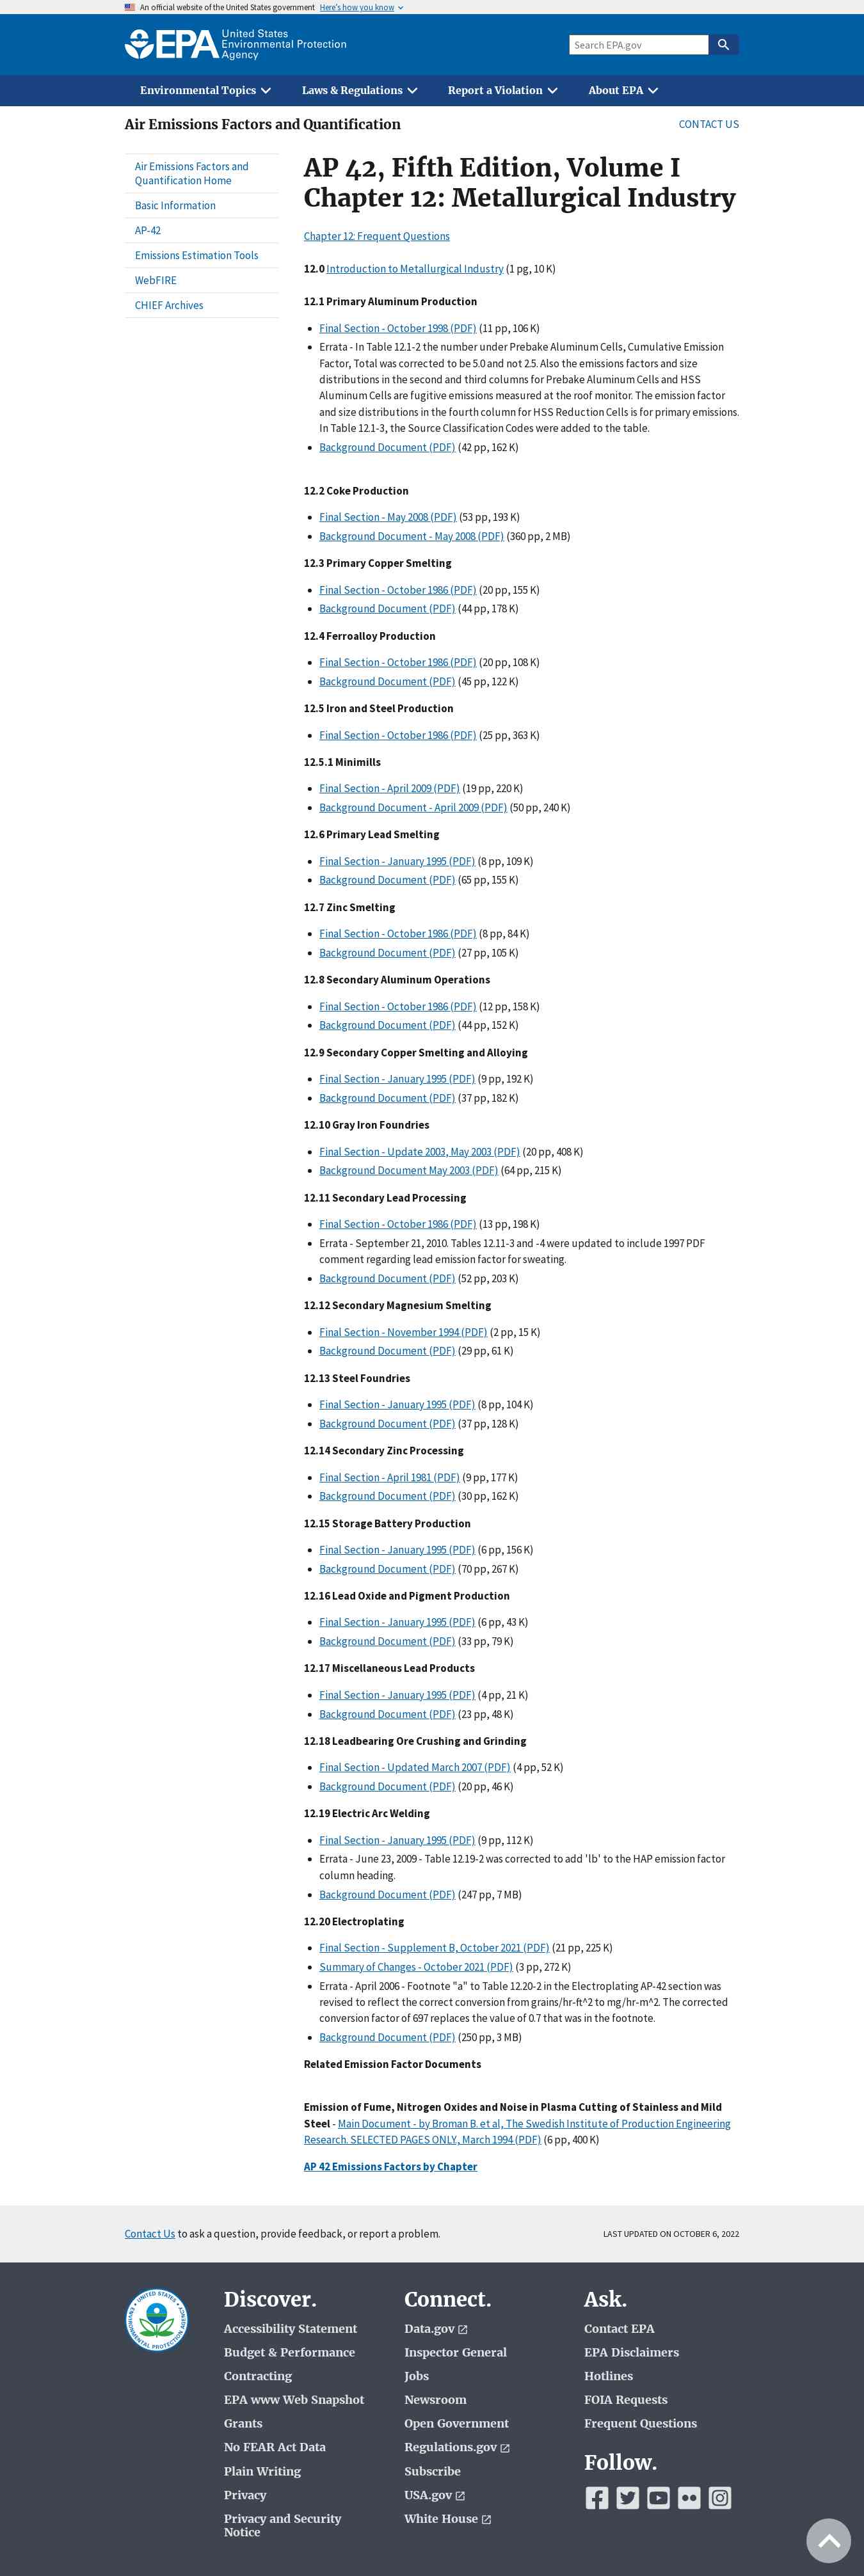 An official website of the United States government Here's how you know
EPA United States
Environmental Protection
Agency
Search EPA.gov
Environmental Topics Laws & Regulations Report a Violation About EPA
Air Emissions Factors and Quantification
CONTACT US
Air Emissions Factors and
Quantification Home
Basic Information
AP-42
Emissions Estimation Tools
WebFIRE
CHIEF Archives
AP 42, Fifth Edition, Volume I
Chapter 12: Metallurgical Industry
Chapter 12: Frequent Questions
12.0 Introduction to Metallurgical Industry (1 pg, 10 K)
12.1 Primary Aluminum Production
Final Section - October 1998 (PDF) (11 pp, 106 K)
Errata - In Table 12.1-2 the number under Prebake Aluminum Cells, Cumulative Emission
Factor, Total was corrected to be 5.0 and not 2.5. Also the emissions factors and size
distributions in the second and third columns for Prebake Aluminum Cells and HSS
Aluminum Cells are fugitive emissions measured at the roof monitor. The emission factor
and size distributions in the fourth column for HSS Reduction Cells is for primary emissions.
In Table 12.1-3, the Source Classification Codes were added to the table.
Background Document (PDF) (42 pp, 162 K)
12.2 Coke Production
Final Section - May 2008 (PDF) (53 pp, 193 K)
Background Document - May 2008 (PDF) (360 pp, 2 MB)
12.3 Primary Copper Smelting
Final Section - October 1986 (PDF) (20 pp, 155 K)
Background Document (PDF) (44 pp, 178 K)
12.4 Ferroalloy Production
Final Section - October 1986 (PDF) (20 pp, 108 K)
Background Document (PDF) (45 pp, 122 K)
12.5 Iron and Steel Production
Final Section - October 1986 (PDF) (25 pp, 363 K)
12.5.1 Minimills
Final Section - April 2009 (PDF) (19 pp, 220 K)
Background Document - April 2009 (PDF) (50 pp, 240 K)
12.6 Primary Lead Smelting
Final Section - January 1995 (PDF) (8 pp, 109 K)
Background Document (PDF) (65 pp, 155 K)
12.7 Zinc Smelting
Final Section - October 1986 (PDF) (8 pp, 84 K)
Background Document (PDF) (27 pp, 105 K)
12.8 Secondary Aluminum Operations
Final Section - October 1986 (PDF) (12 pp, 158 K)
Background Document (PDF) (44 pp, 152 K)
12.9 Secondary Copper Smelting and Alloying
Final Section - January 1995 (PDF) (9 pp, 192 K)
Background Document (PDF) (37 pp, 182 K)
12.10 Gray Iron Foundries
Final Section - Update 2003, May 2003 (PDF) (20 pp, 408 K)
Background Document May 2003 (PDF) (64 pp, 215 K)
12.11 Secondary Lead Processing
Final Section - October 1986 (PDF) (13 pp, 198 K)
Errata - September 21, 2010. Tables 12.11-3 and -4 were updated to include 1997 PDF
comment regarding lead emission factor for sweating.
Background Document (PDF) (52 pp, 203 K)
12.12 Secondary Magnesium Smelting
Final Section - November 1994 (PDF) (2 pp, 15 K)
Background Document (PDF) (29 pp, 61 K)
12.13 Steel Foundries
Final Section - January 1995 (PDF) (8 pp, 104 K)
Background Document (PDF) (37 pp, 128 K)
12.14 Secondary Zinc Processing
Final Section - April 1981 (PDF) (9 pp, 177 K)
Background Document (PDF) (30 pp, 162 K)
12.15 Storage Battery Production
Final Section - January 1995 (PDF) (6 pp, 156 K)
Background Document (PDF) (70 pp, 267 K)
12.16 Lead Oxide and Pigment Production
Final Section - January 1995 (PDF) (6 pp, 43 K)
Background Document (PDF) (33 pp, 79 K)
12.17 Miscellaneous Lead Products
Final Section - January 1995 (PDF) (4 pp, 21 K)
Background Document (PDF) (23 pp, 48 K)
12.18 Leadbearing Ore Crushing and Grinding
Final Section - Updated March 2007 (PDF) (4 pp, 52 K)
Background Document (PDF) (20 pp, 46 K)
12.19 Electric Arc Welding
Final Section - January 1995 (PDF) (9 pp, 112 K)
Errata - June 23, 2009 - Table 12.19-2 was corrected to add 'lb' to the HAP emission factor
column heading.
Background Document (PDF) (247 pp, 7 MB)
12.20 Electroplating
Final Section - Supplement B, October 2021 (PDF) (21 pp, 225 K)
Summary of Changes - October 2021 (PDF) (3 pp, 272 K)
Errata - April 2006 - Footnote "a" to Table 12.20-2 in the Electroplating AP-42 section was
revised to reflect the correct conversion from grains/hr-ft^2 to mg/hr-m^2. The corrected
conversion factor of 697 replaces the value of 0.7 that was in the footnote.
Background Document (PDF) (250 pp, 3 MB)
Related Emission Factor Documents
Emission of Fume, Nitrogen Oxides and Noise in Plasma Cutting of Stainless and Mild
Steel - Main Document - by Broman B. et al, The Swedish Institute of Production Engineering
Research. SELECTED PAGES ONLY., March 1994 (PDF) (6 pp, 400 K)
AP 42 Emissions Factors by Chapter
Contact Us to ask a question, provide feedback, or report a problem.
LAST UPDATED ON OCTOBER 6, 2022
UNITED STATES
ENVIRONMENTAL PROTECTION AGENCY
Discover.
Accessibility Statement
Budget & Performance
Contracting
EPA www Web Snapshot
Grants
No FEAR Act Data
Plain Writing
Privacy
Privacy and Security
Notice
Connect.
Data.gov
Inspector General
Jobs
Newsroom
Open Government
Regulations.gov
Subscribe
USA.gov
White House
Ask.
Contact EPA
EPA Disclaimers
Hotlines
FOIA Requests
Frequent Questions
Follow.